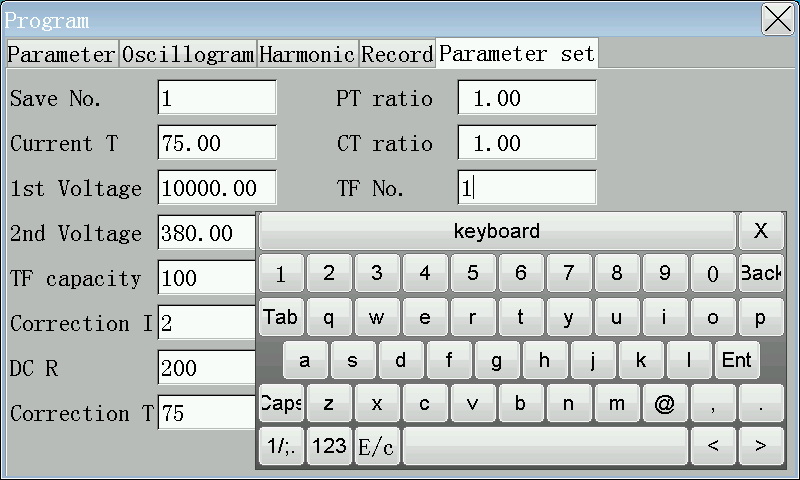 Program
Parameter Oscillogram Harmonic Record Parameter set
Save No. 1 PT ratio 1.00
Current T 75.00 CT ratio 1.00
1st Voltage 10000.00 TF No. 1
2nd Voltage 380.00
TF capacity 100
Correction I 2
DC R 200
Correction T 75
keyboard X
1 2 3 4 5 6 7 8 9 0 Back
Tab q w e r t y u i o p
a s d f g h j k l Ent
Caps z x c v b n m @ , .
1/;. 123 E/c < >